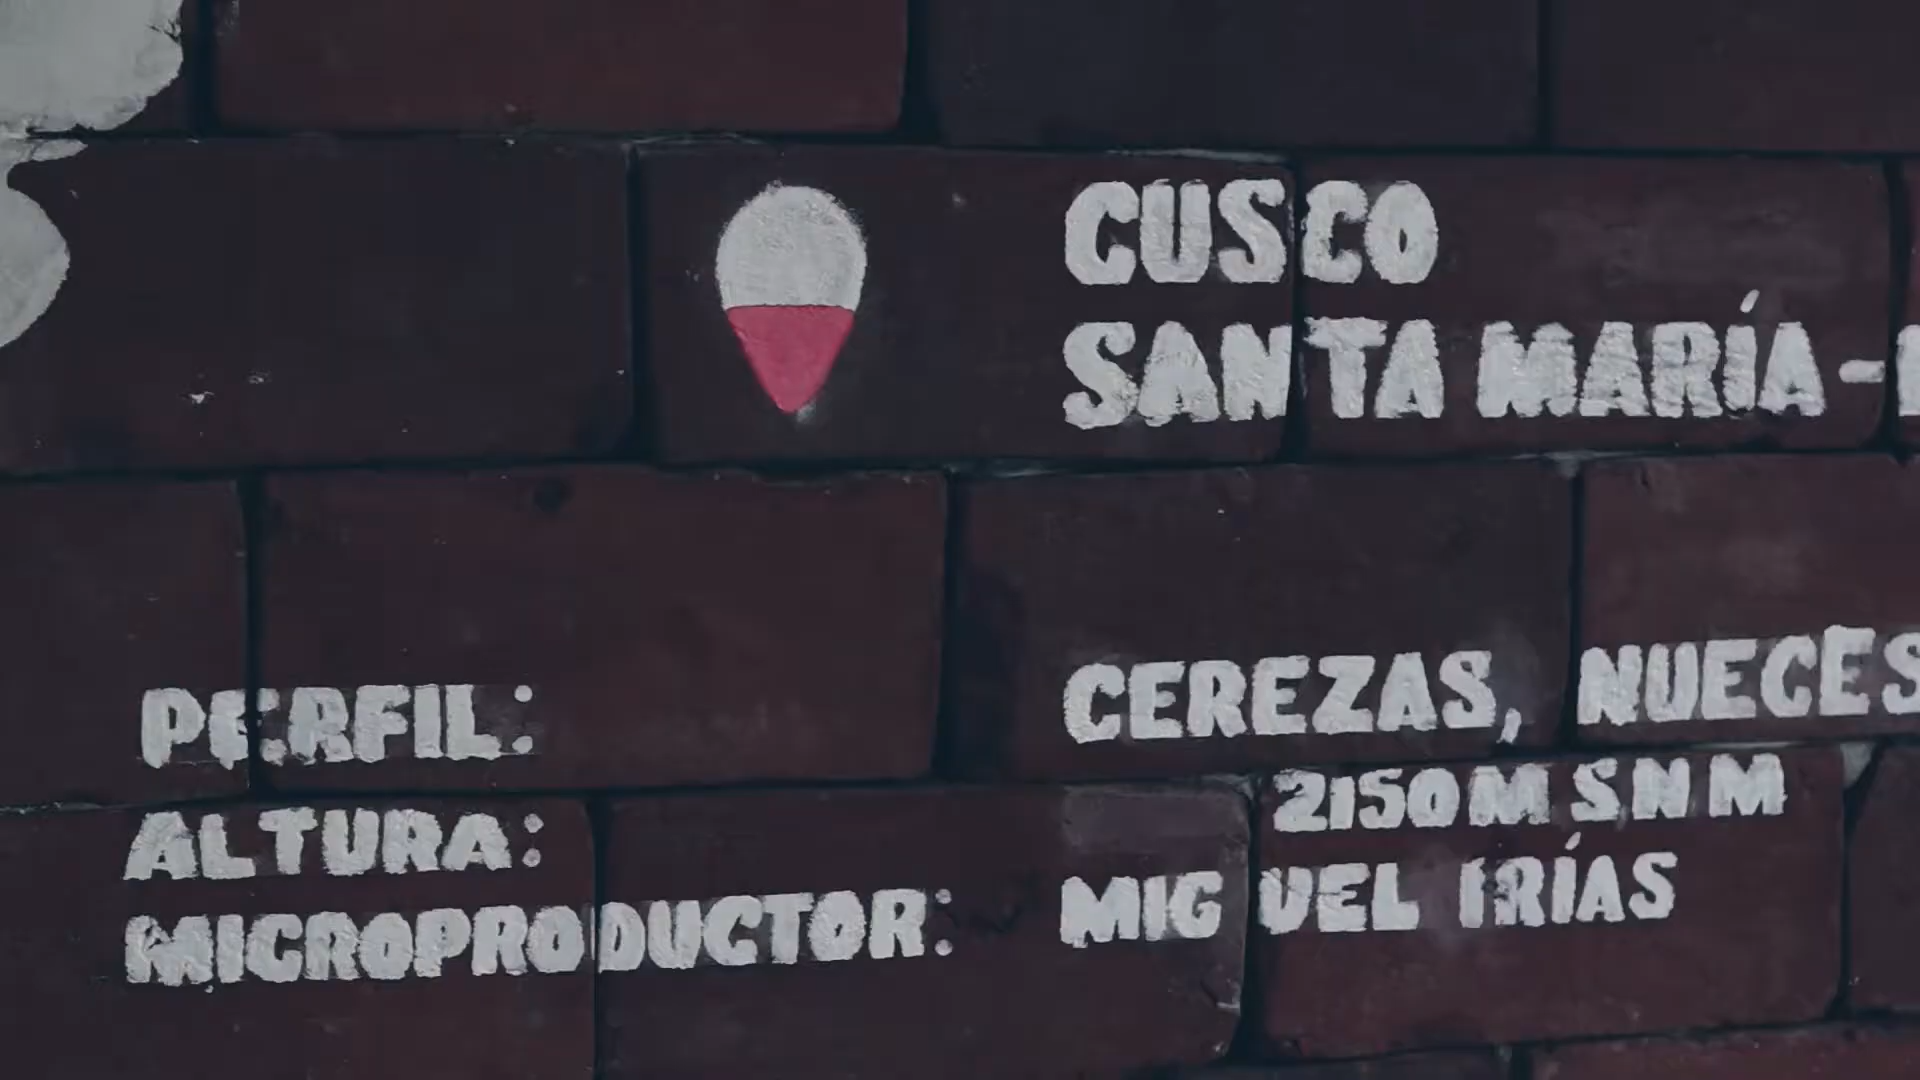 CUSCO
SANTA MARÍA -
PERFIL: CEREZAS, NUECES
ALTURA: 2150 M S N M
MICROPRODUCTOR: MIGUEL IRÍAS